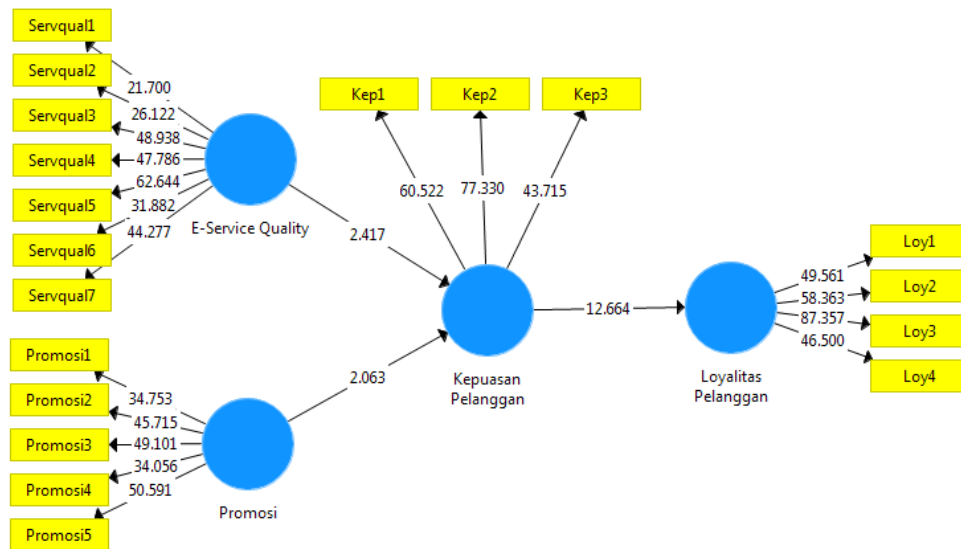 Servqual1
Servqual2
Servqual3
Servqual4
Servqual5
Servqual6
Servqual7
21.700
26.122
48.938
47.786
62.644
31.882
44.277
E-Service Quality
2.417
Kep1
Kep2
Kep3
60.522
77.330
43.715
Promosi1
Promosi2
Promosi3
Promosi4
Promosi5
34.753
45.715
49.101
34.056
50.591
Promosi
2.063
Kepuasan
Pelanggan
12.664
Loyalitas
Pelanggan
49.561
58.363
87.357
46.500
Loy1
Loy2
Loy3
Loy4